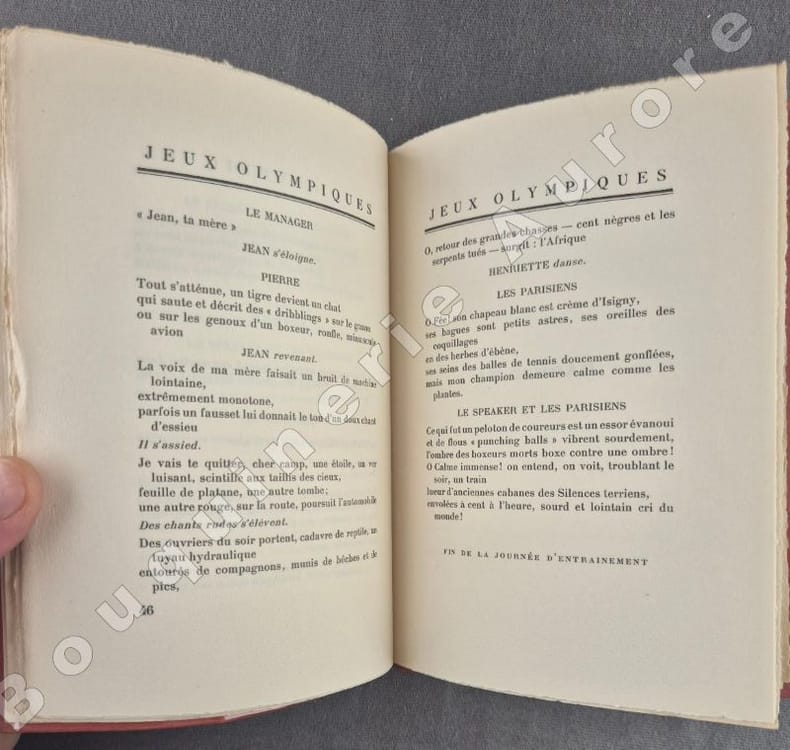 JEUX OLYMPIQUES
LE MANAGER
« Jean, ta mère »
JEAN s'éloigne.
PIERRE
Tout s'atténue, un tigre devient un chat
qui saute et décrit des « dribblings » sur le gramen
ou sur les genoux d'un boxeur, ronfle, minuscule
avion
JEAN revenant.
La voix de ma mère faisait un bruit de machine
lointaine,
extrêmement monotone,
parfois un fausset lui donnait le ton d'un doux chant
d'essieu
Il s'assied.
Je vais te quitter, cher camp, une étoile, un ver
luisant, scintille aux taillis des cieux,
feuille de platane, une autre tombe;
une autre rouge, sur la route, poursuit l'automobile
Des chants rudes s'élèvent.
Des ouvriers du soir portent, cadavre de reptile, un
tuyau hydraulique
entourés de compagnons, munis de bêches et de
pics,
46
JEUX OLYMPIQUES
O, retour des grandes chasses — cent nègres et les
serpents tués — surgit : l'Afrique
HENRIETTE danse.
LES PARISIENS
O Fée! son chapeau blanc est crème d'Isigny,
ses bagues sont petits astres, ses oreilles des
coquillages
en des herbes d'ébène,
ses seins des balles de tennis doucement gonflées,
mais mon champion demeure calme comme les
plantes.
LE SPEAKER ET LES PARISIENS
Ce qui fut un peloton de coureurs est un essor évanoui
et de flous « punching balls » vibrent sourdement,
l'ombre des boxeurs morts boxe contre une ombre!
O Calme immense! on entend, on voit, troublant le
soir, un train
lueur d'anciennes cabanes des Silences terriens,
envolées à cent à l'heure, sourd et lointain cri du
monde!
FIN DE LA JOURNÉE D'ENTRAINEMENT
Bouquinerie Aurore